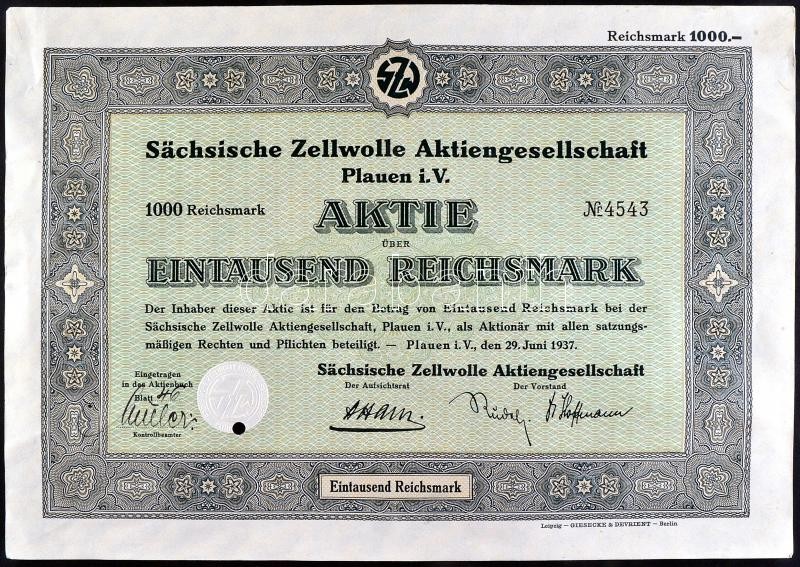 Reichsmark 1000.—
SZW
Sächsische Zellwolle Aktiengesellschaft
Plauen i.V.
1000 Reichsmark AKTIE № 4543
ÜBER
EINTAUSEND REICHSMARK
Der Inhaber dieser Aktie ist für den Betrag von Eintausend Reichsmark bei der
Sächsische Zellwolle Aktiengesellschaft, Plauen i.V., als Aktionär mit allen satzungs-
mäßigen Rechten und Pflichten beteiligt. — Plauen i.V., den 29. Juni 1937.
Sächsische Zellwolle Aktiengesellschaft
Der Aufsichtsrat Der Vorstand
Eingetragen
in das Aktienbuch
Blatt 46
Kontrollbeamter
Hoffmann
Eintausend Reichsmark
Leipzig — GIESECKE & DEVRIENT — Berlin